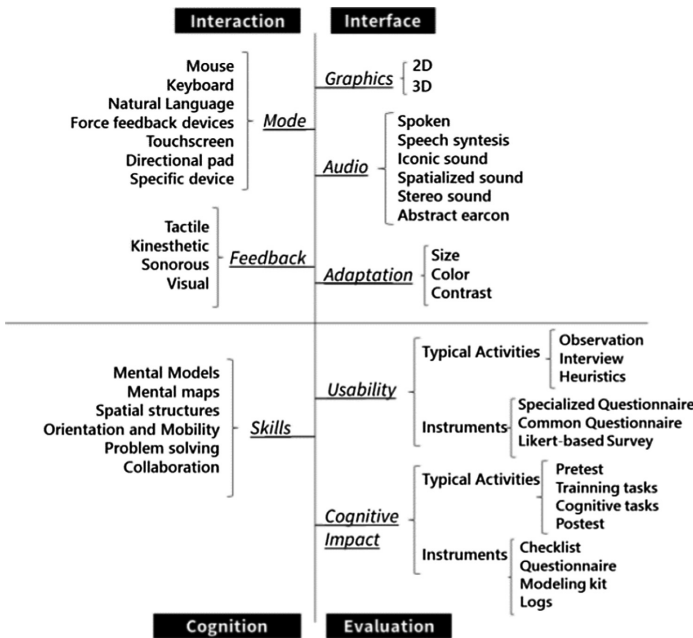 Interaction
Interface
Mouse
Keyboard
Natural Language
Force feedback devices
Touchscreen
Directional pad
Specific device
Mode
Graphics
2D
3D
Audio
Spoken
Speech syntesis
Iconic sound
Spatialized sound
Stereo sound
Abstract earcon
Tactile
Kinesthetic
Sonorous
Visual
Feedback
Adaptation
Size
Color
Contrast
Mental Models
Mental maps
Spatial structures
Orientation and Mobility
Problem solving
Collaboration
Skills
Usability
Typical Activities
Observation
Interview
Heuristics
Instruments
Specialized Questionnaire
Common Questionnaire
Likert-based Survey
Cognitive
Impact
Typical Activities
Pretest
Trainning tasks
Cognitive tasks
Postest
Instruments
Checklist
Questionnaire
Modeling kit
Logs
Cognition
Evaluation